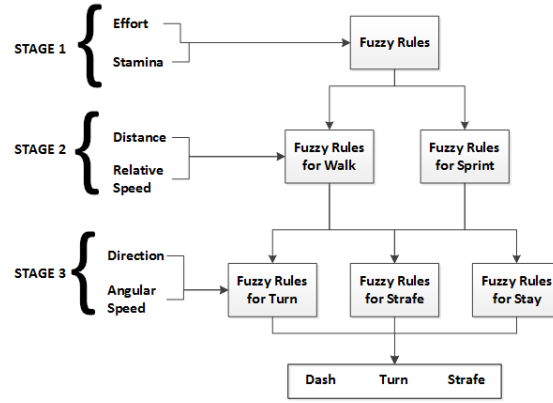 STAGE 1
Effort
Stamina
Fuzzy Rules
STAGE 2
Distance
Relative
Speed
Fuzzy Rules
for Walk
Fuzzy Rules
for Sprint
STAGE 3
Direction
Angular
Speed
Fuzzy Rules
for Turn
Fuzzy Rules
for Strafe
Fuzzy Rules
for Stay
Dash Turn Strafe